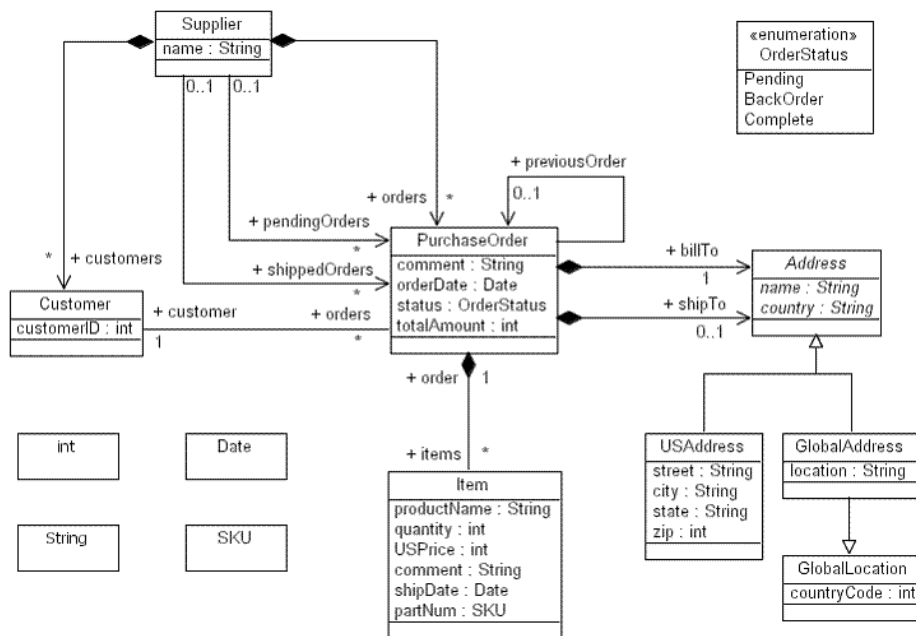 Supplier
name : String
0..1
0..1
«enumeration»
OrderStatus
Pending
BackOrder
Complete
+ previousOrder
0..1
+ orders
*
+ pendingOrders
*
+ customers
*
+ shippedOrders
*
PurchaseOrder
comment : String
orderDate : Date
status : OrderStatus
totalAmount : int
+ billTo
1
+ shipTo
0..1
Address
name : String
country : String
Customer
customerID : int
+ customer
1
+ orders
*
+ order
1
+ items
*
int
Date
String
SKU
Item
productName : String
quantity : int
USPrice : int
comment : String
shipDate : Date
partNum : SKU
USAddress
street : String
city : String
state : String
zip : int
GlobalAddress
location : String
GlobalLocation
countryCode : int